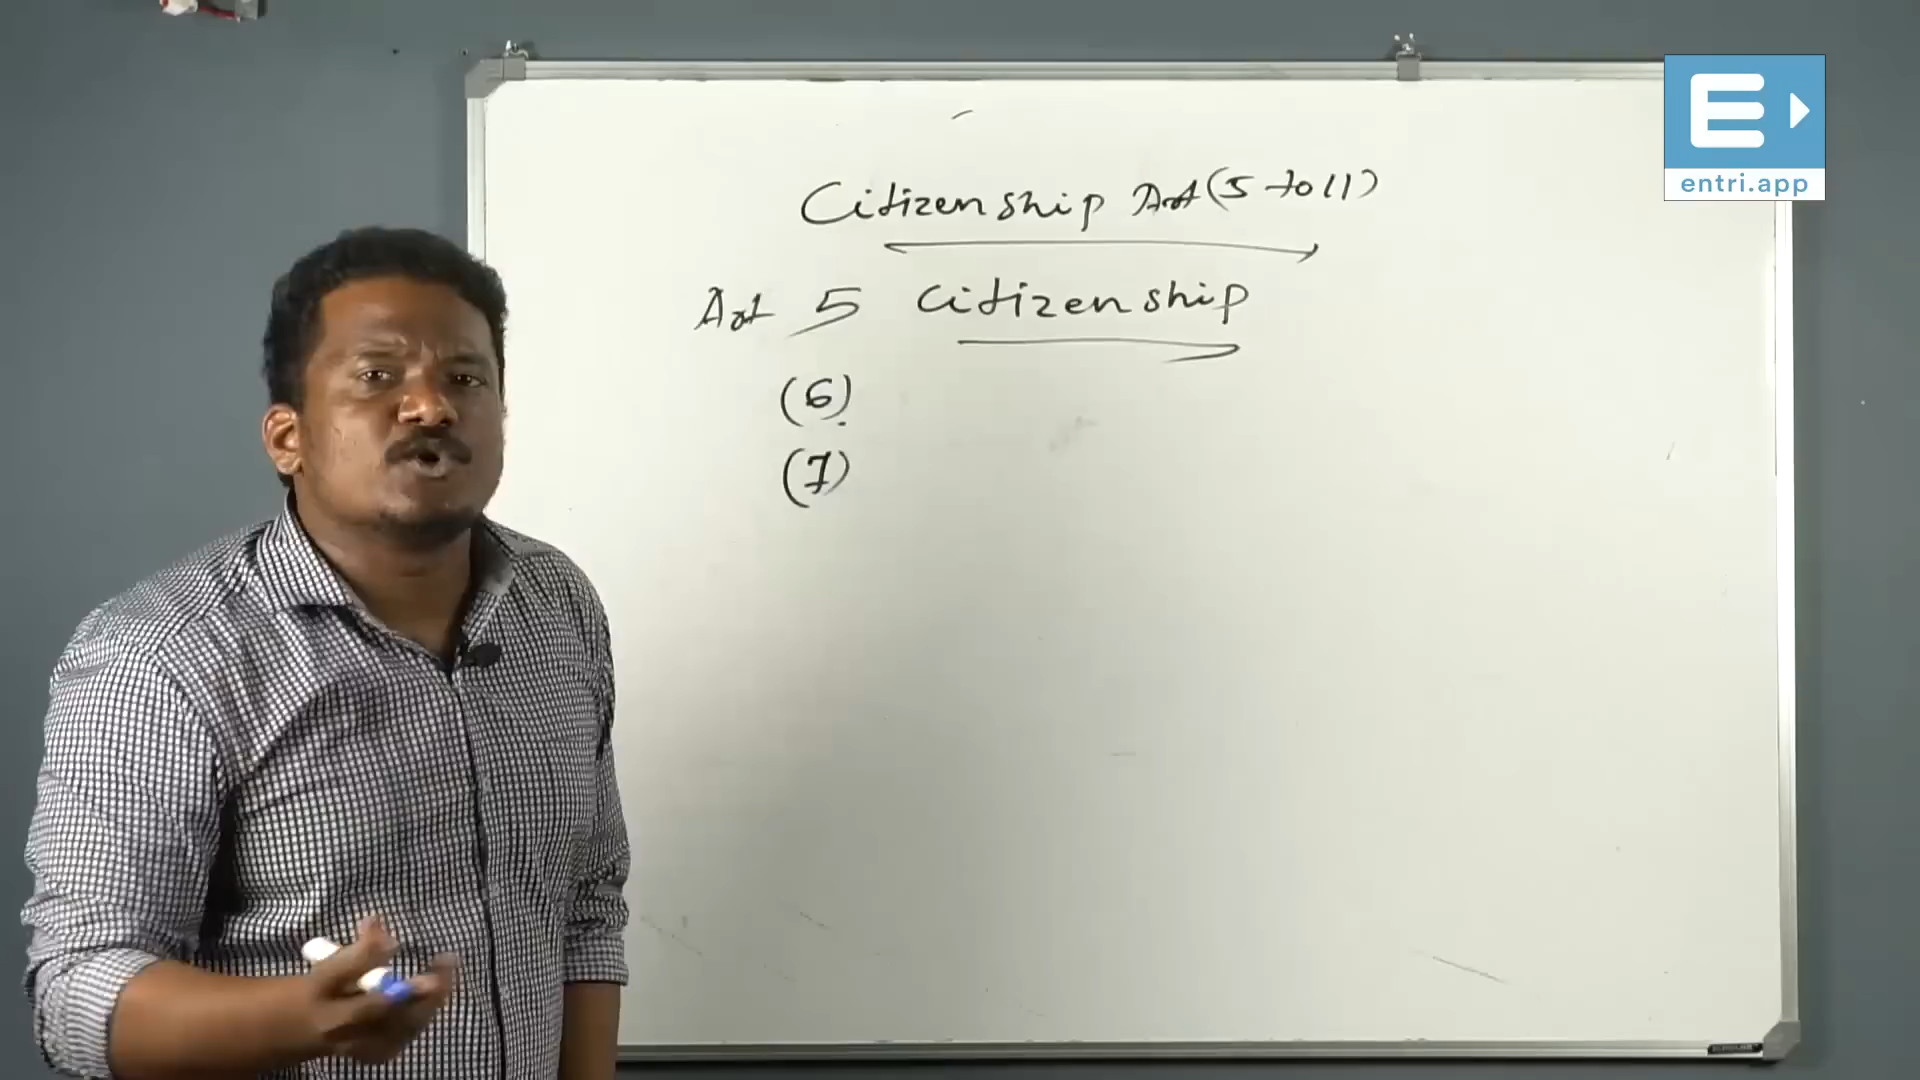 Citizenship Art (5 to 11)
Art 5 Citizenship
(6)
(7)
E
entri.app